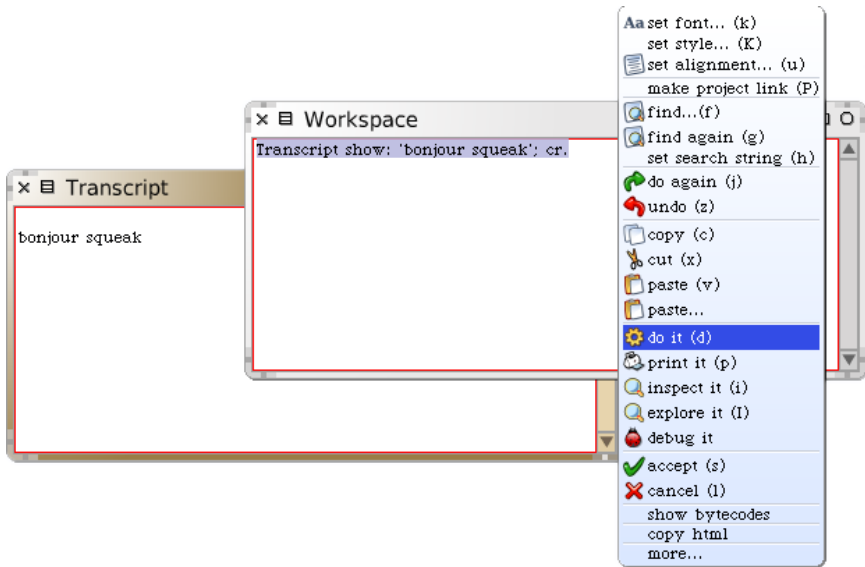 Transcript
bonjour squeak
Workspace
Transcript show: 'bonjour squeak'; cr.
Aa set font... (k)
set style... (K)
set alignment... (u)
make project link (P)
find...(f)
find again (g)
set search string (h)
do again (j)
undo (z)
copy (c)
cut (x)
paste (v)
paste...
do it (d)
print it (p)
inspect it (i)
explore it (I)
debug it
accept (s)
cancel (l)
show bytecodes
copy html
more...